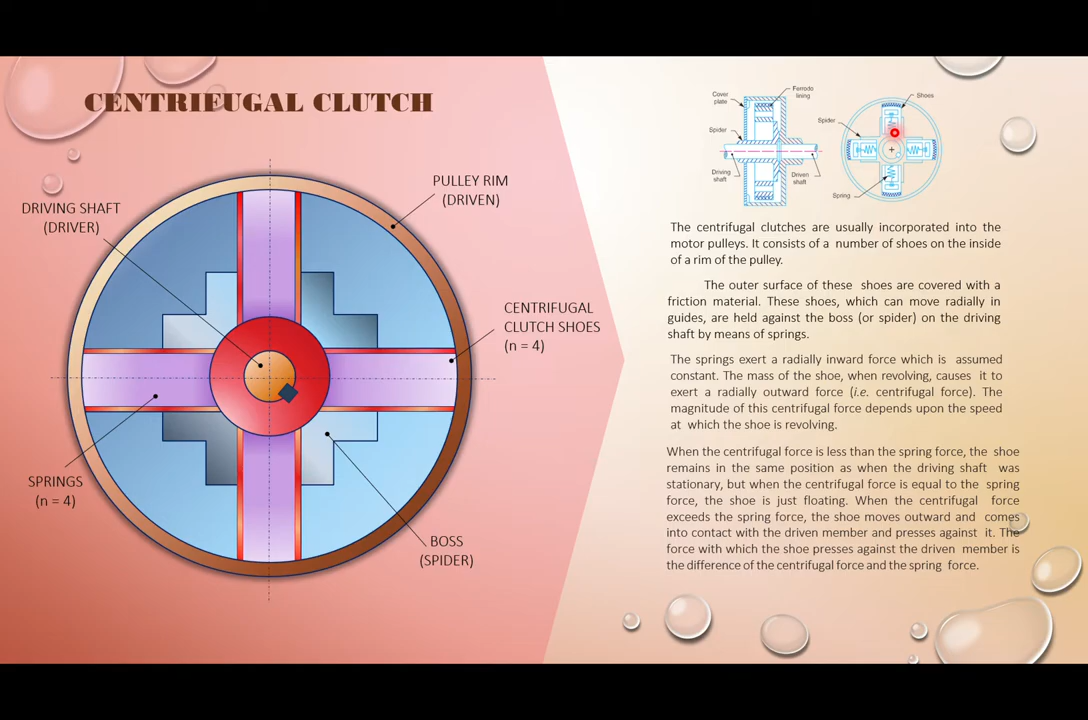 CENTRIFUGAL CLUTCH
DRIVING SHAFT
(DRIVER)
PULLEY RIM
(DRIVEN)
CENTRIFUGAL
CLUTCH SHOES
(n = 4)
SPRINGS
(n = 4)
BOSS
(SPIDER)
Cover
plate
Ferrodo
lining
Spider
Driving
shaft
Driven
shaft
Shoes
Spider
Spring
The centrifugal clutches are usually incorporated into the
motor pulleys. It consists of a number of shoes on the inside
of a rim of the pulley.
The outer surface of these shoes are covered with a
friction material. These shoes, which can move radially in
guides, are held against the boss (or spider) on the driving
shaft by means of springs.
The springs exert a radially inward force which is assumed
constant. The mass of the shoe, when revolving, causes it to
exert a radially outward force (i.e. centrifugal force). The
magnitude of this centrifugal force depends upon the speed
at which the shoe is revolving.
When the centrifugal force is less than the spring force, the shoe
remains in the same position as when the driving shaft was
stationary, but when the centrifugal force is equal to the spring
force, the shoe is just floating. When the centrifugal force
exceeds the spring force, the shoe moves outward and comes
into contact with the driven member and presses against it. The
force with which the shoe presses against the driven member is
the difference of the centrifugal force and the spring force.